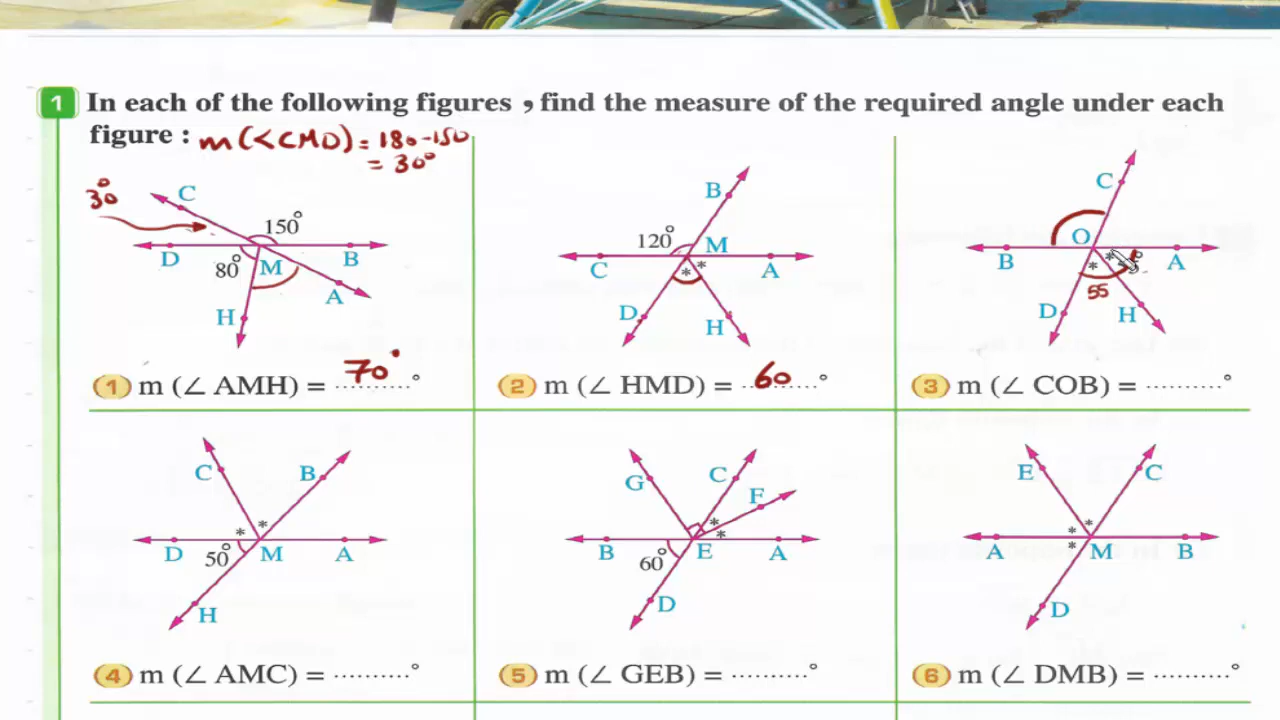 1 In each of the following figures , find the measure of the required angle under each
figure : m(<CMD) = 180-150
= 30°
30°
C
150°
D
80°
M
B
A
H
(1) m (∠ AMH) = 70° ..........°
B
120°
M
C
A
D
H
(2) m (∠ HMD) = 60 °
C
O
B
A
55
D
H
(3) m (∠ COB) = ..........°
C
B
* *
D
50°
M
A
H
(4) m (∠ AMC) = ..........°
G
C
F
*
*
B
60°
E
A
D
(5) m (∠ GEB) = ..........°
E
C
* *
*
A
M
B
D
(6) m (∠ DMB) = ..........°